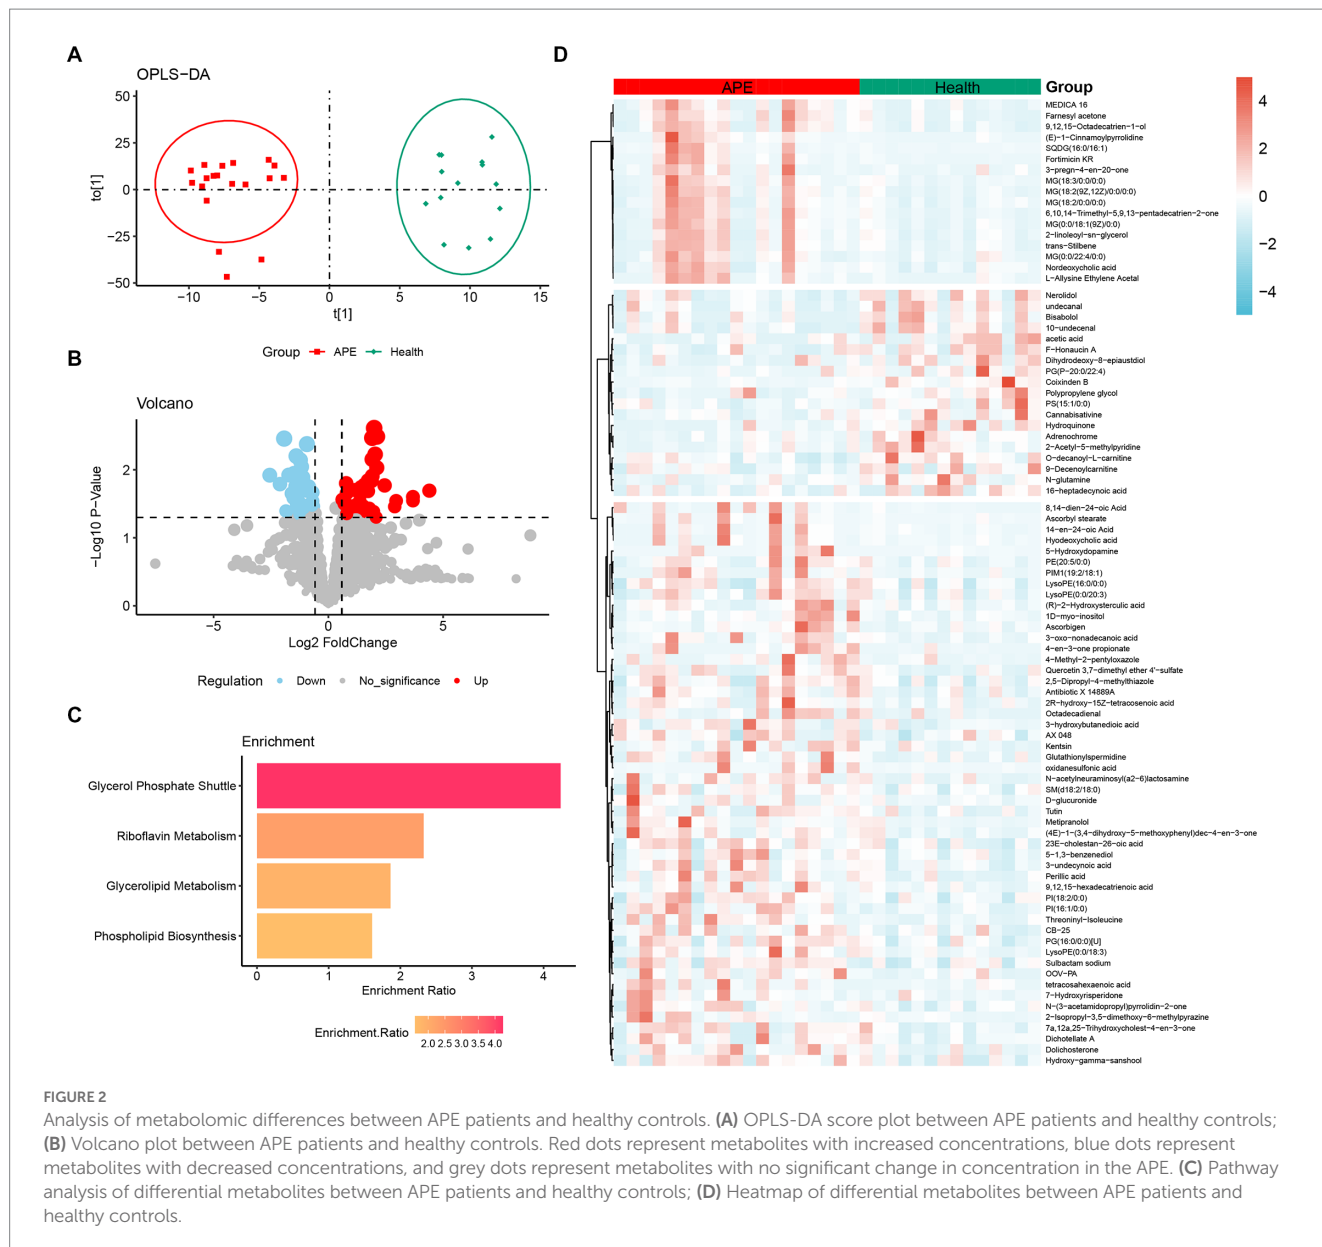 A
OPLS−DA
50
25
0
−25
−50
to[1]
−10
−5
0
5
10
15
t[1]
Group
APE
Health
B
Volcano
2
1
0
−Log10 P−Value
−5
0
5
Log2 FoldChange
Regulation
Down
No_significance
Up
C
Enrichment
Glycerol Phosphate Shuttle
Riboflavin Metabolism
Glycerolipid Metabolism
Phospholipid Biosynthesis
0
1
2
3
4
Enrichment Ratio
Enrichment.Ratio
2.0 2.5 3.0 3.5 4.0
D
APE
Health
Group
MEDICA 16
Farnesyl acetone
9,12,15−Octadecatrien−1−ol
(E)−1−Cinnamoylpyrrolidine
SQDG(16:0/16:1)
Fortimicin KR
3−pregn−4−en−20−one
MG(18:3/0:0/0:0)
MG(18:2(9Z,12Z)/0:0/0:0)
MG(18:2/0:0/0:0)
6,10,14−Trimethyl−5,9,13−pentadecatrien−2−one
MG(0:0/18:1(9Z)/0:0)
2−linoleoyl−sn−glycerol
trans−Stilbene
MG(0:0/22:4/0:0)
Nordeoxycholic acid
L−Allysine Ethylene Acetal
Nerolidol
undecanal
Bisabolol
10−undecenal
acetic acid
F−Honaucin A
Dihydrodeoxy−8−epiaustdiol
PG(P−20:0/22:4)
Coixinden B
Polypropylene glycol
PS(15:1/0:0)
Cannabisativine
Hydroquinone
Adrenochrome
2−Acetyl−5−methylpyridine
O−decanoyl−L−carnitine
9−Decenoylcarnitine
N−glutamine
16−heptadecynoic acid
8,14−dien−24−oic Acid
Ascorbyl stearate
14−en−24−oic Acid
Hyodeoxycholic acid
5−Hydroxydopamine
PE(20:5/0:0)
PIM1(19:2/18:1)
LysoPE(16:0/0:0)
LysoPE(0:0/20:3)
(R)−2−Hydroxysterculic acid
1D−myo−inositol
Ascorbigen
3−oxo−nonadecanoic acid
4−en−3−one propionate
4−Methyl−2−pentyloxazole
Quercetin 3,7−dimethyl ether 4'−sulfate
2,5−Dipropyl−4−methylthiazole
Antibiotic X 14889A
2R−hydroxy−15Z−tetracosenoic acid
Octadecadienal
3−hydroxybutanedioic acid
AX 048
Kentsin
Glutathionylspermidine
oxidanesulfonic acid
N−acetylneuraminosyl(a2−6)lactosamine
SM(d18:2/18:0)
D−glucuronide
Tutin
Metipranolol
(4E)−1−(3,4−dihydroxy−5−methoxyphenyl)dec−4−en−3−one
23E−cholestan−26−oic acid
5−1,3−benzenediol
3−undecynoic acid
Perillic acid
9,12,15−hexadecatrienoic acid
PI(18:2/0:0)
PI(16:1/0:0)
Threoninyl−Isoleucine
CB−25
PG(16:0/0:0)[U]
LysoPE(0:0/18:3)
Sulbactam sodium
OOV−PA
tetracosahexaenoic acid
7−Hydroxyrisperidone
N−(3−acetamidopropyl)pyrrolidin−2−one
2−Isopropyl−3,5−dimethoxy−6−methylpyrazine
7a,12a,25−Trihydroxycholest−4−en−3−one
Dichotellate A
Dolichosterone
Hydroxy−gamma−sanshool
4
2
0
−2
−4
FIGURE 2
Analysis of metabolomic differences between APE patients and healthy controls. (A) OPLS-DA score plot between APE patients and healthy controls;
(B) Volcano plot between APE patients and healthy controls. Red dots represent metabolites with increased concentrations, blue dots represent
metabolites with decreased concentrations, and grey dots represent metabolites with no significant change in concentration in the APE. (C) Pathway
analysis of differential metabolites between APE patients and healthy controls; (D) Heatmap of differential metabolites between APE patients and
healthy controls.